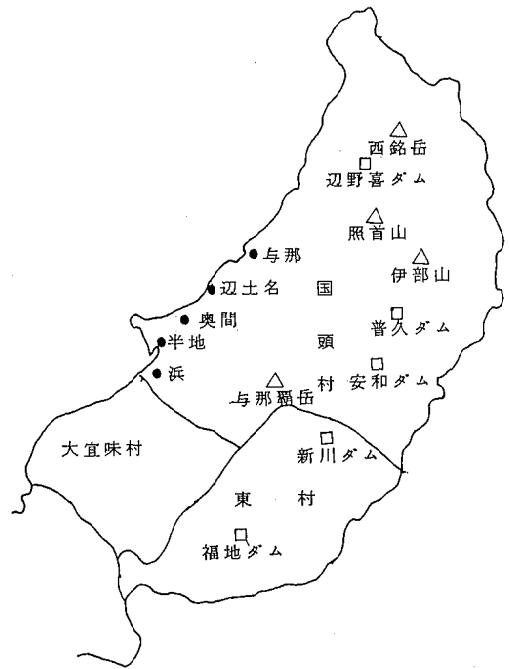 西銘岳
辺野喜ダム
照首山
与那
伊部山
辺土名
国頭村
奥間
普久ダム
半地
安和ダム
浜
与那覇岳
大宜味村
新川ダム
東村
福地ダム